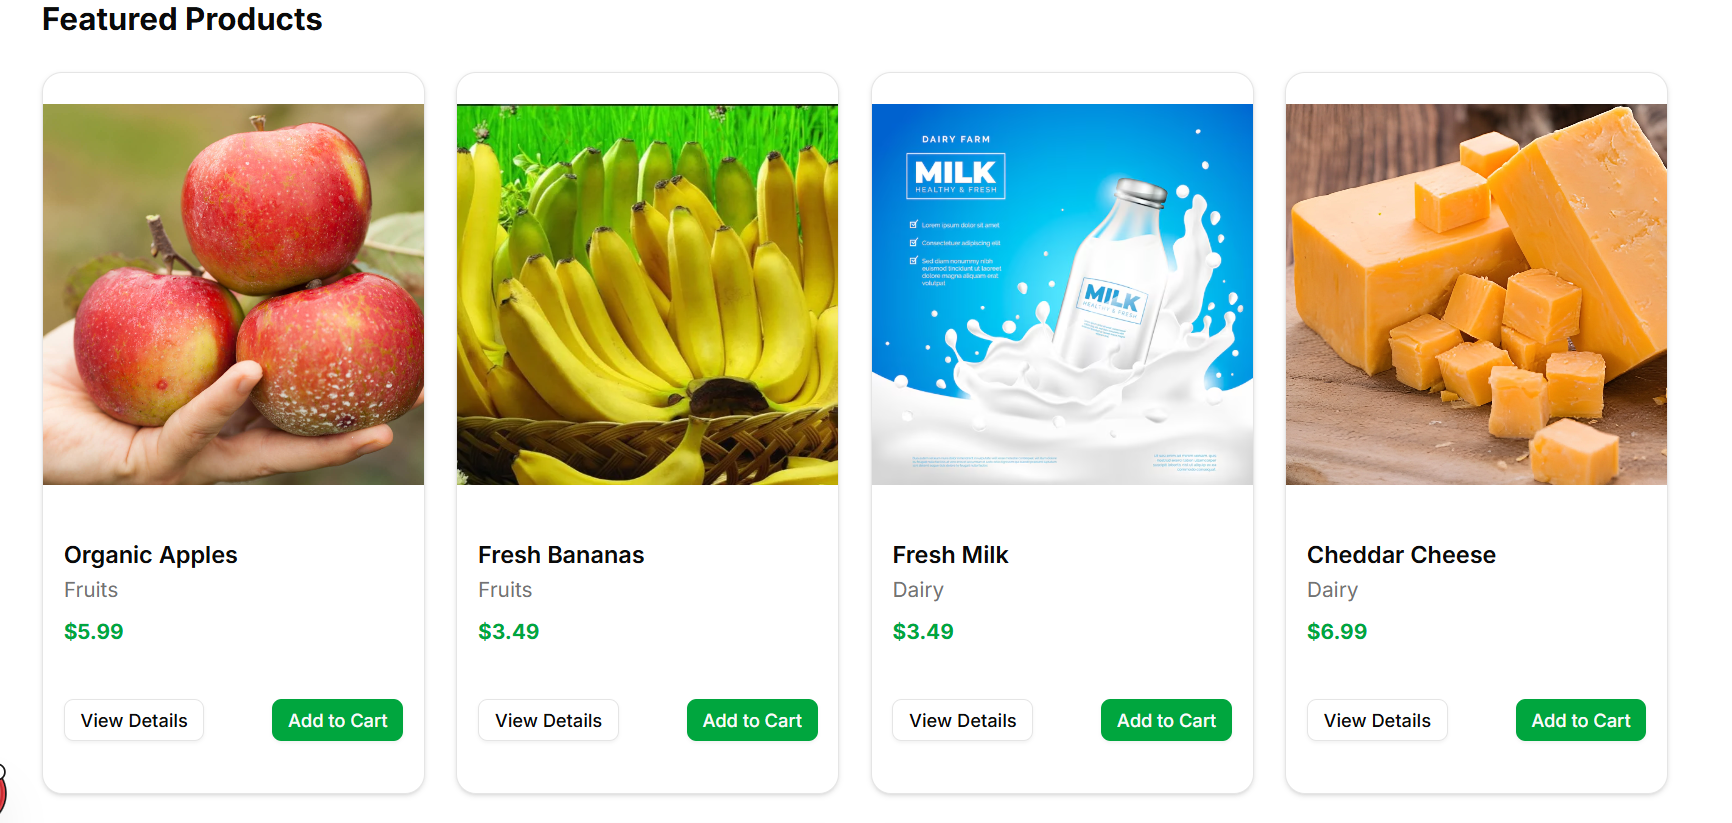 Featured Products
DAIRY FARM
MILK
HEALTHY & FRESH
Lorem ipsum dolor sit amet
Consectetuer adipiscing elit
Sed diam nonummy nibh
euismod tincidunt ut laoreet
dolore magna aliquam erat
volutpat
MILK
HEALTHY & FRESH
Organic Apples
Fruits
$5.99
View Details
Add to Cart
Fresh Bananas
Fruits
$3.49
View Details
Add to Cart
Fresh Milk
Dairy
$3.49
View Details
Add to Cart
Cheddar Cheese
Dairy
$6.99
View Details
Add to Cart